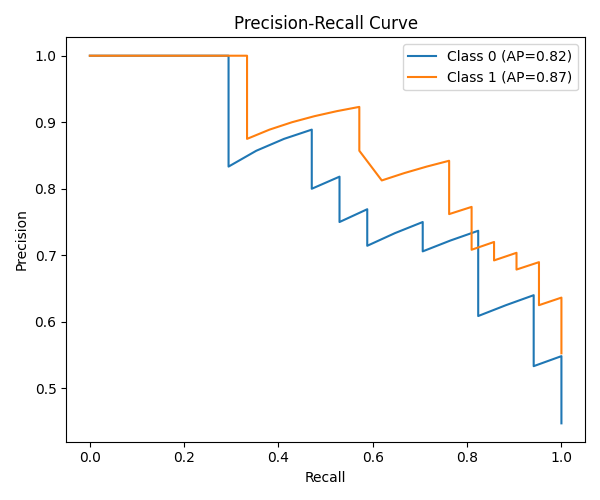 Precision-Recall Curve
Class 0 (AP=0.82)
Class 1 (AP=0.87)
1.0
0.9
0.8
0.7
0.6
0.5
Precision
0.0 0.2 0.4 0.6 0.8 1.0
Recall